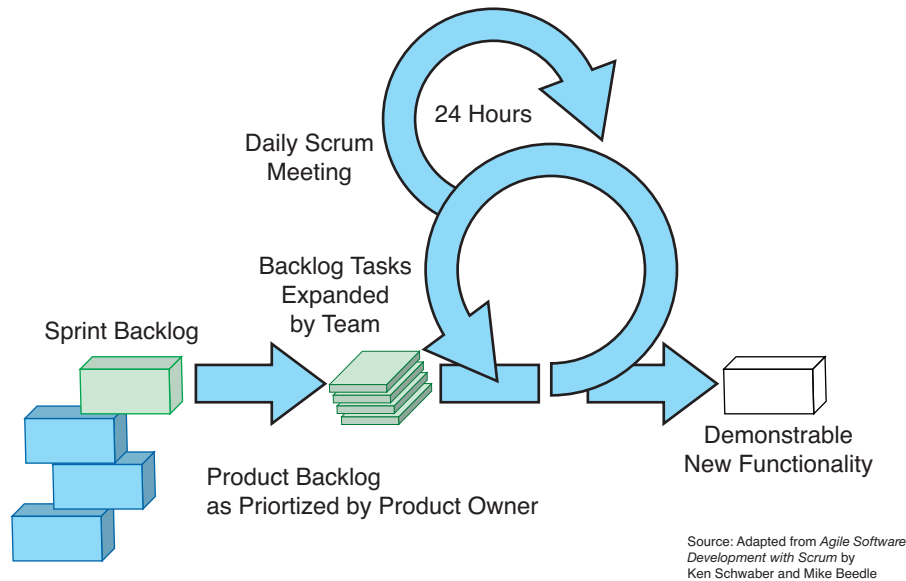 24 Hours
Daily Scrum
Meeting
Backlog Tasks
Expanded
by Team
Sprint Backlog
Product Backlog
as Priortized by Product Owner
Demonstrable
New Functionality
Source: Adapted from Agile Software
Development with Scrum by
Ken Schwaber and Mike Beedle